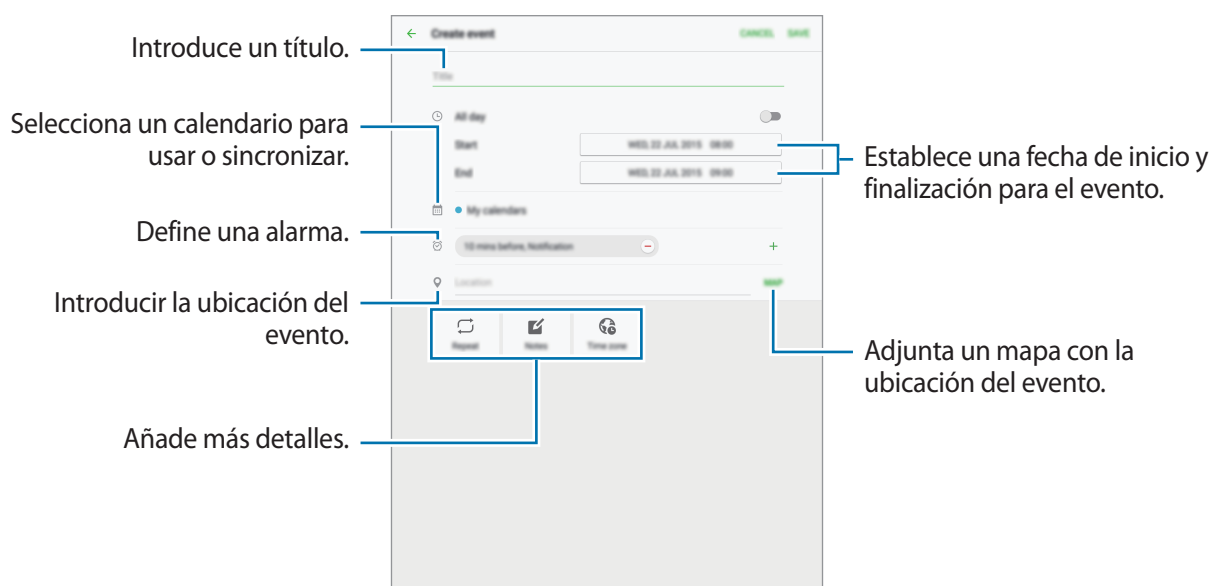 Create event
CANCEL SAVE
Introduce un título.
Title
All day
Selecciona un calendario para
usar o sincronizar.
Start WED, 22 JUL 2015 08:00
End WED, 22 JUL 2015 09:00
Establece una fecha de inicio y
finalización para el evento.
My calendars
Define una alarma.
10 mins before, Notification
Introducir la ubicación del
evento.
Location MAP
Repeat Notes Time zone
Adjunta un mapa con la
ubicación del evento.
Añade más detalles.